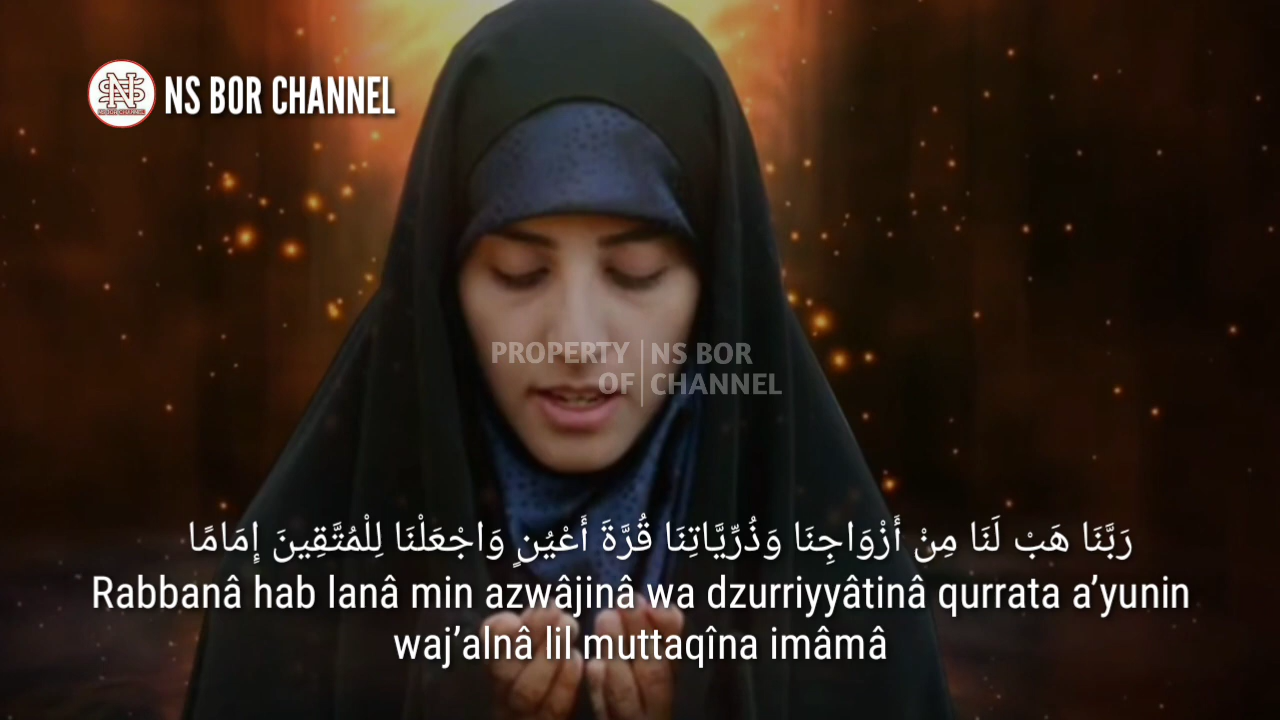 NS BOR CHANNEL
PROPERTY OF
NS BOR CHANNEL
رَبَّنَا هَبْ لَنَا مِنْ أَزْوَاجِنَا وَذُرِّيَّاتِنَا قُرَّةَ أَعْيُنٍ وَاجْعَلْنَا لِلْمُتَّقِينَ إِمَامًا
Rabbanâ hab lanâ min azwâjinâ wa dzurriyyâtinâ qurrata a’yunin
waj’alnâ lil muttaqîna imâmâ